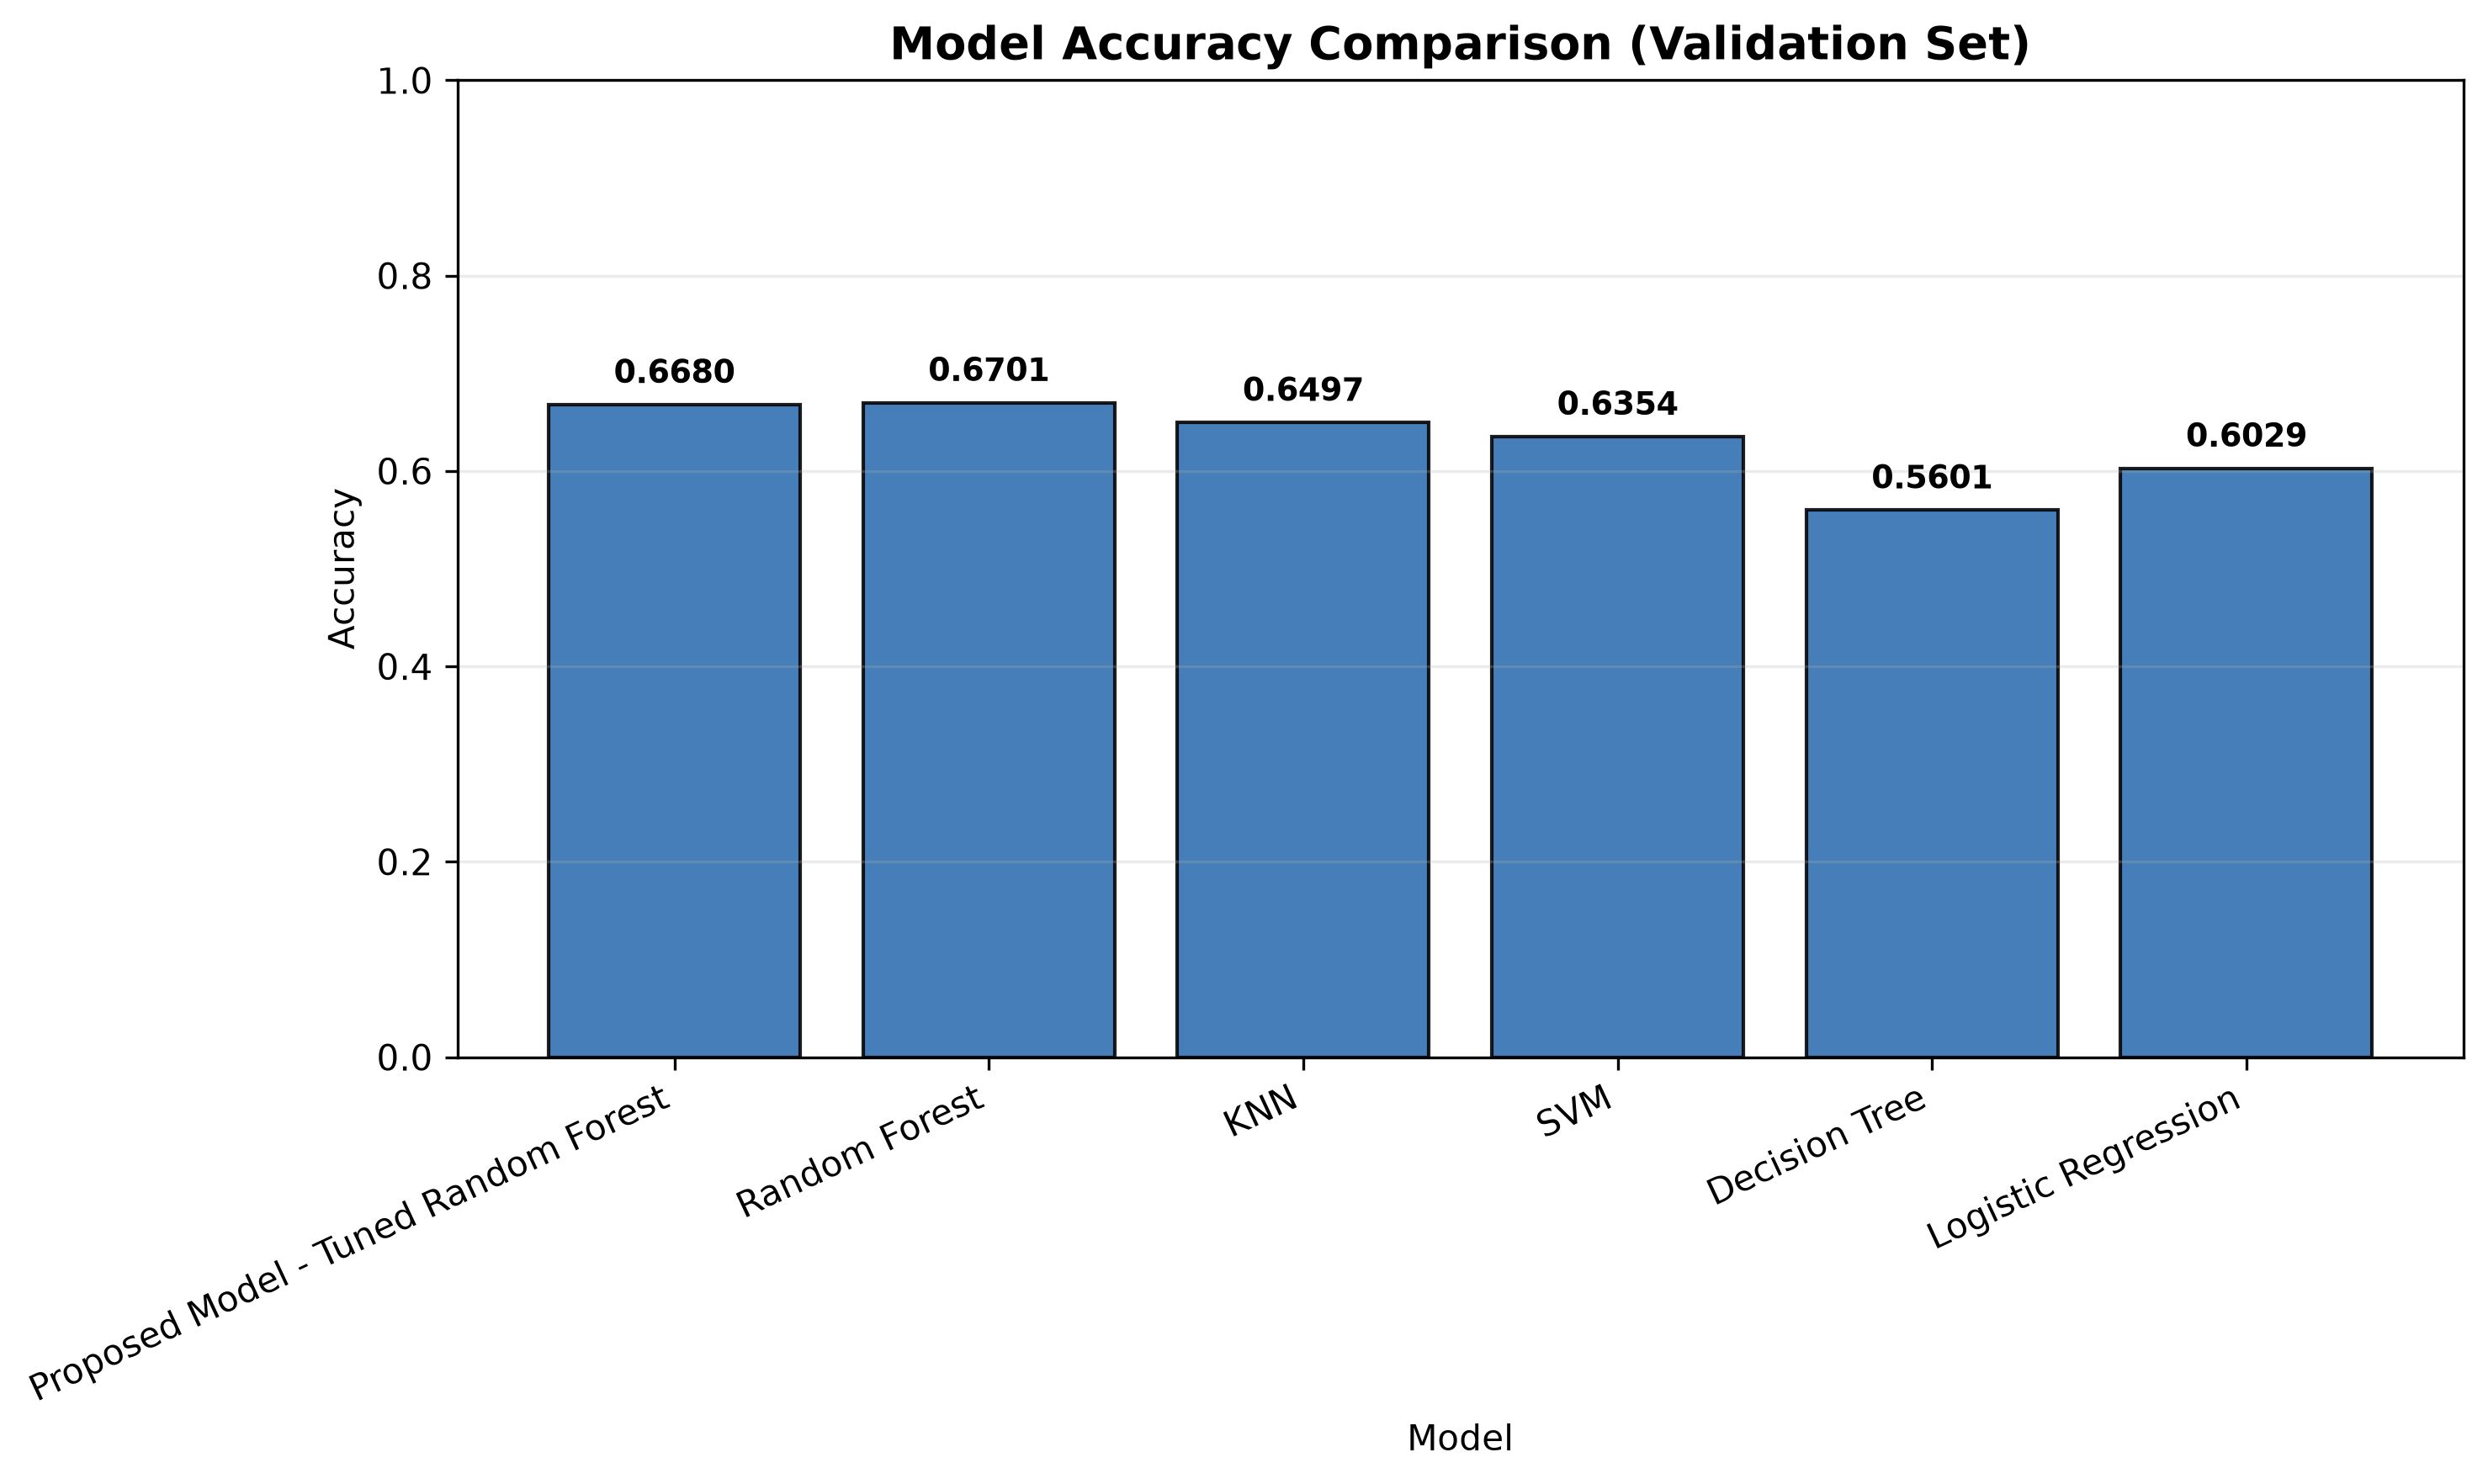 Model Accuracy Comparison (Validation Set)
1.0
0.8
0.6
0.4
0.2
0.0
Accuracy
0.6680
0.6701
0.6497
0.6354
0.5601
0.6029
Proposed Model - Tuned Random Forest
Random Forest
KNN
SVM
Decision Tree
Logistic Regression
Model